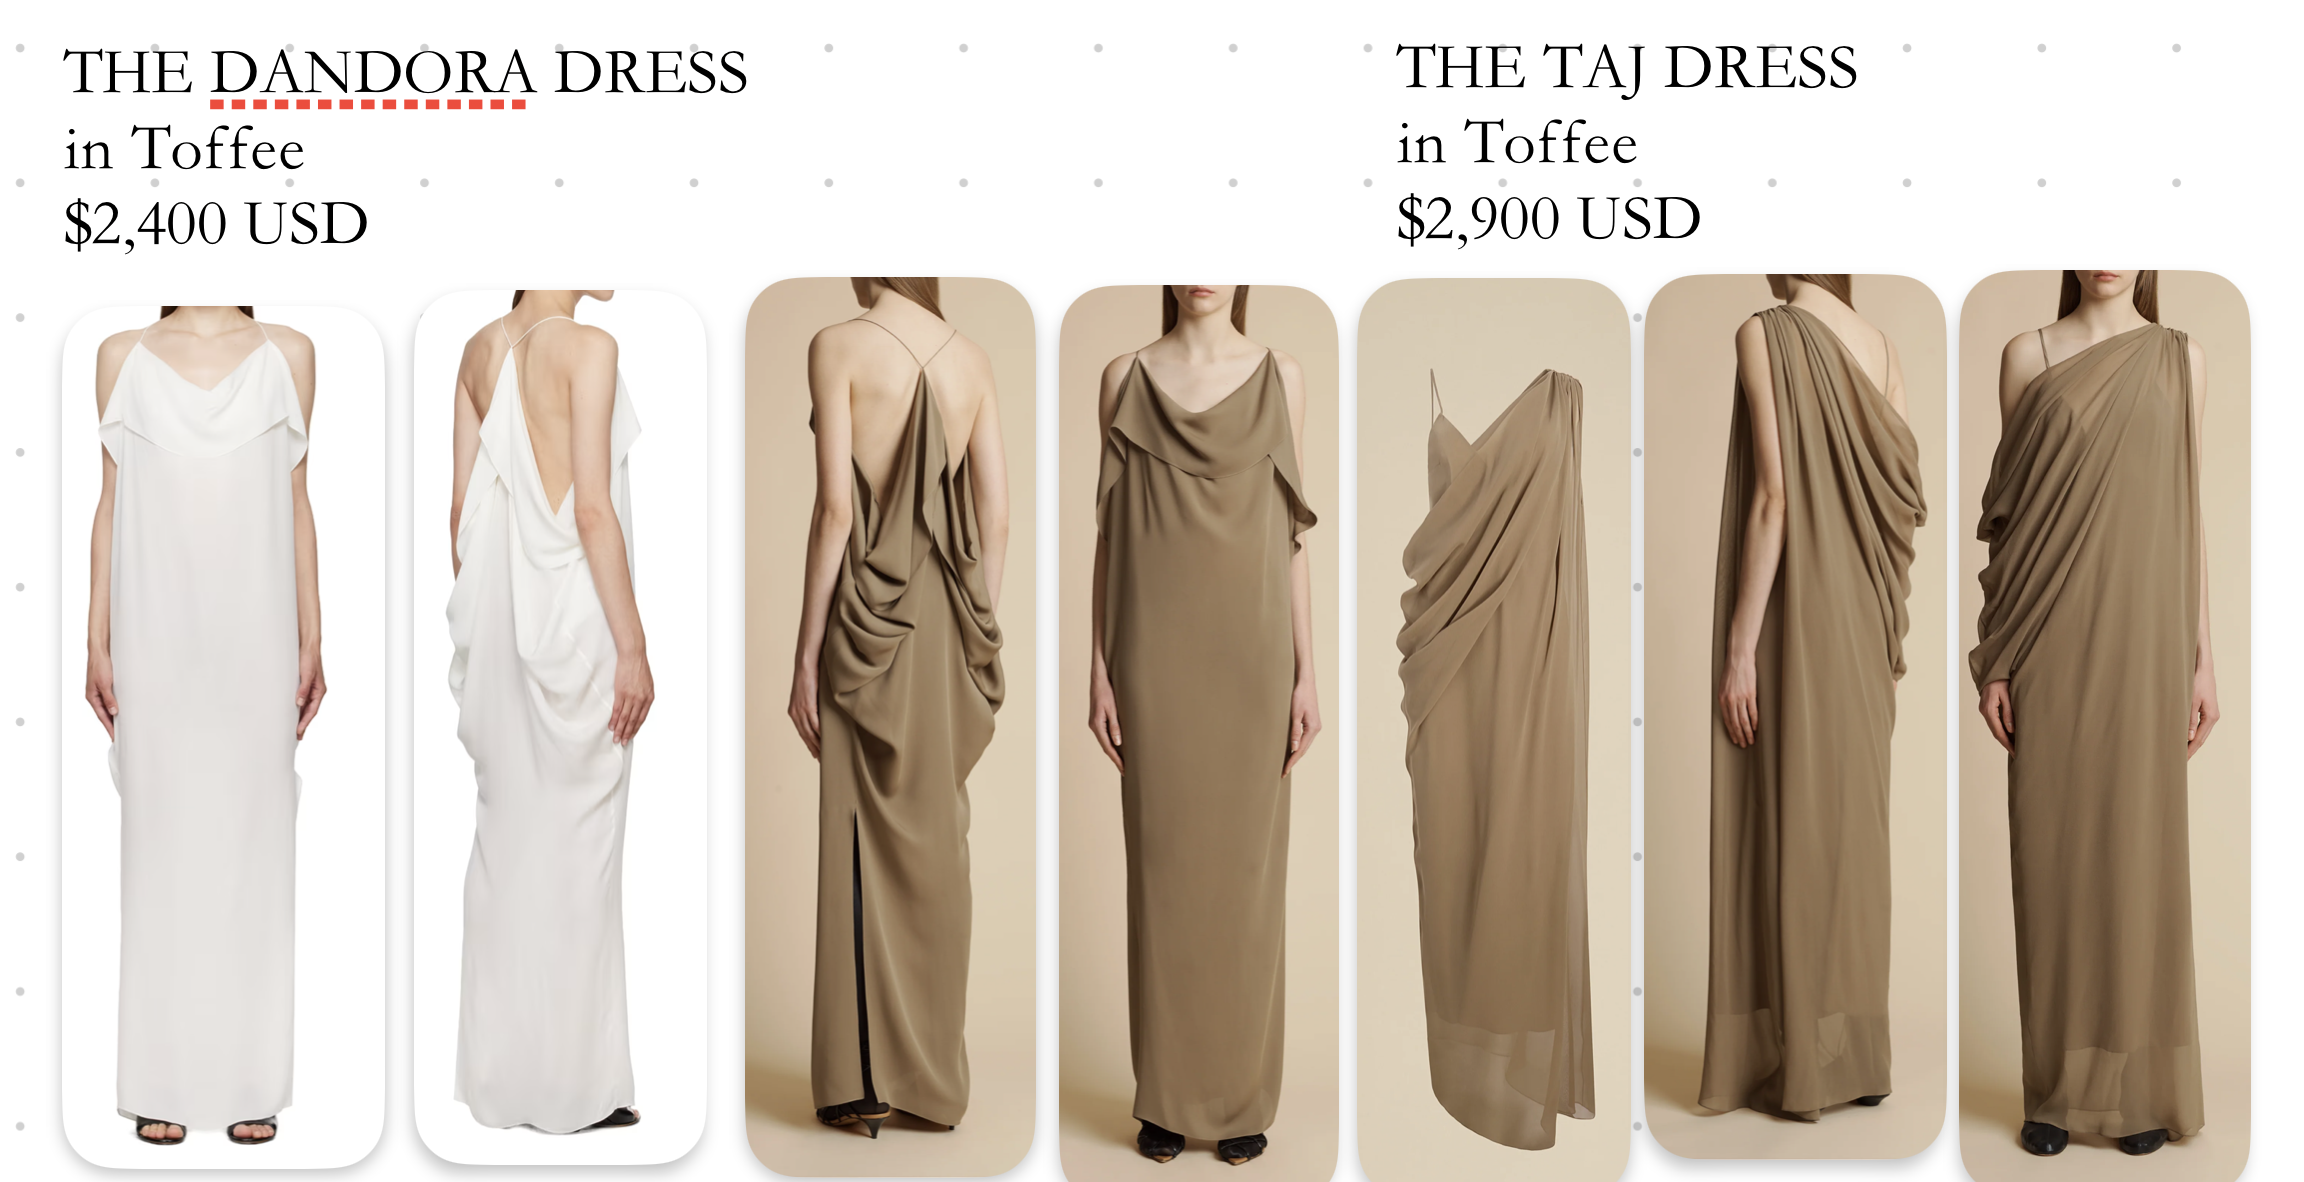 THE DANDORA DRESS
in Toffee
$2,400 USD
THE TAJ DRESS
in Toffee
$2,900 USD